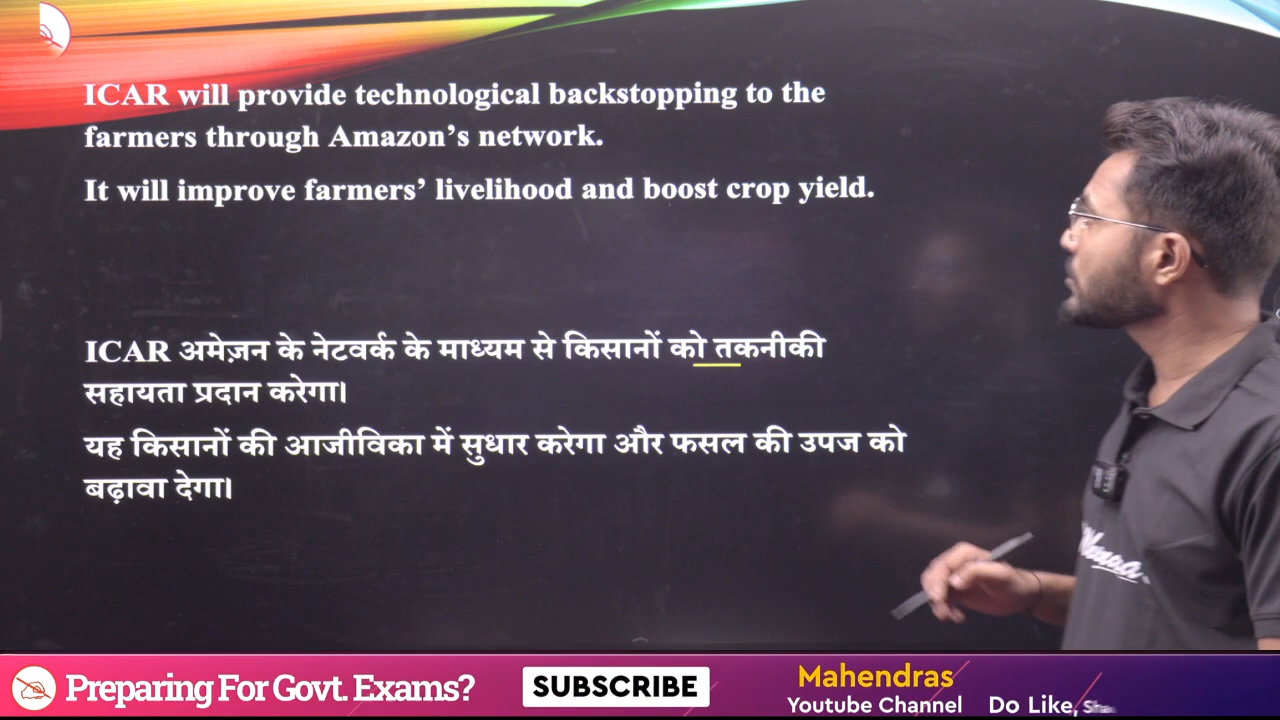 ICAR will provide technological backstopping to the
farmers through Amazon’s network.
It will improve farmers’ livelihood and boost crop yield.
ICAR अमेज़न के नेटवर्क के माध्यम से किसानों को तकनीकी
सहायता प्रदान करेगा।
यह किसानों की आजीविका में सुधार करेगा और फसल की उपज को
बढ़ावा देगा।
Preparing For Govt. Exams?
SUBSCRIBE
Mahendras
Youtube Channel
Do Like,